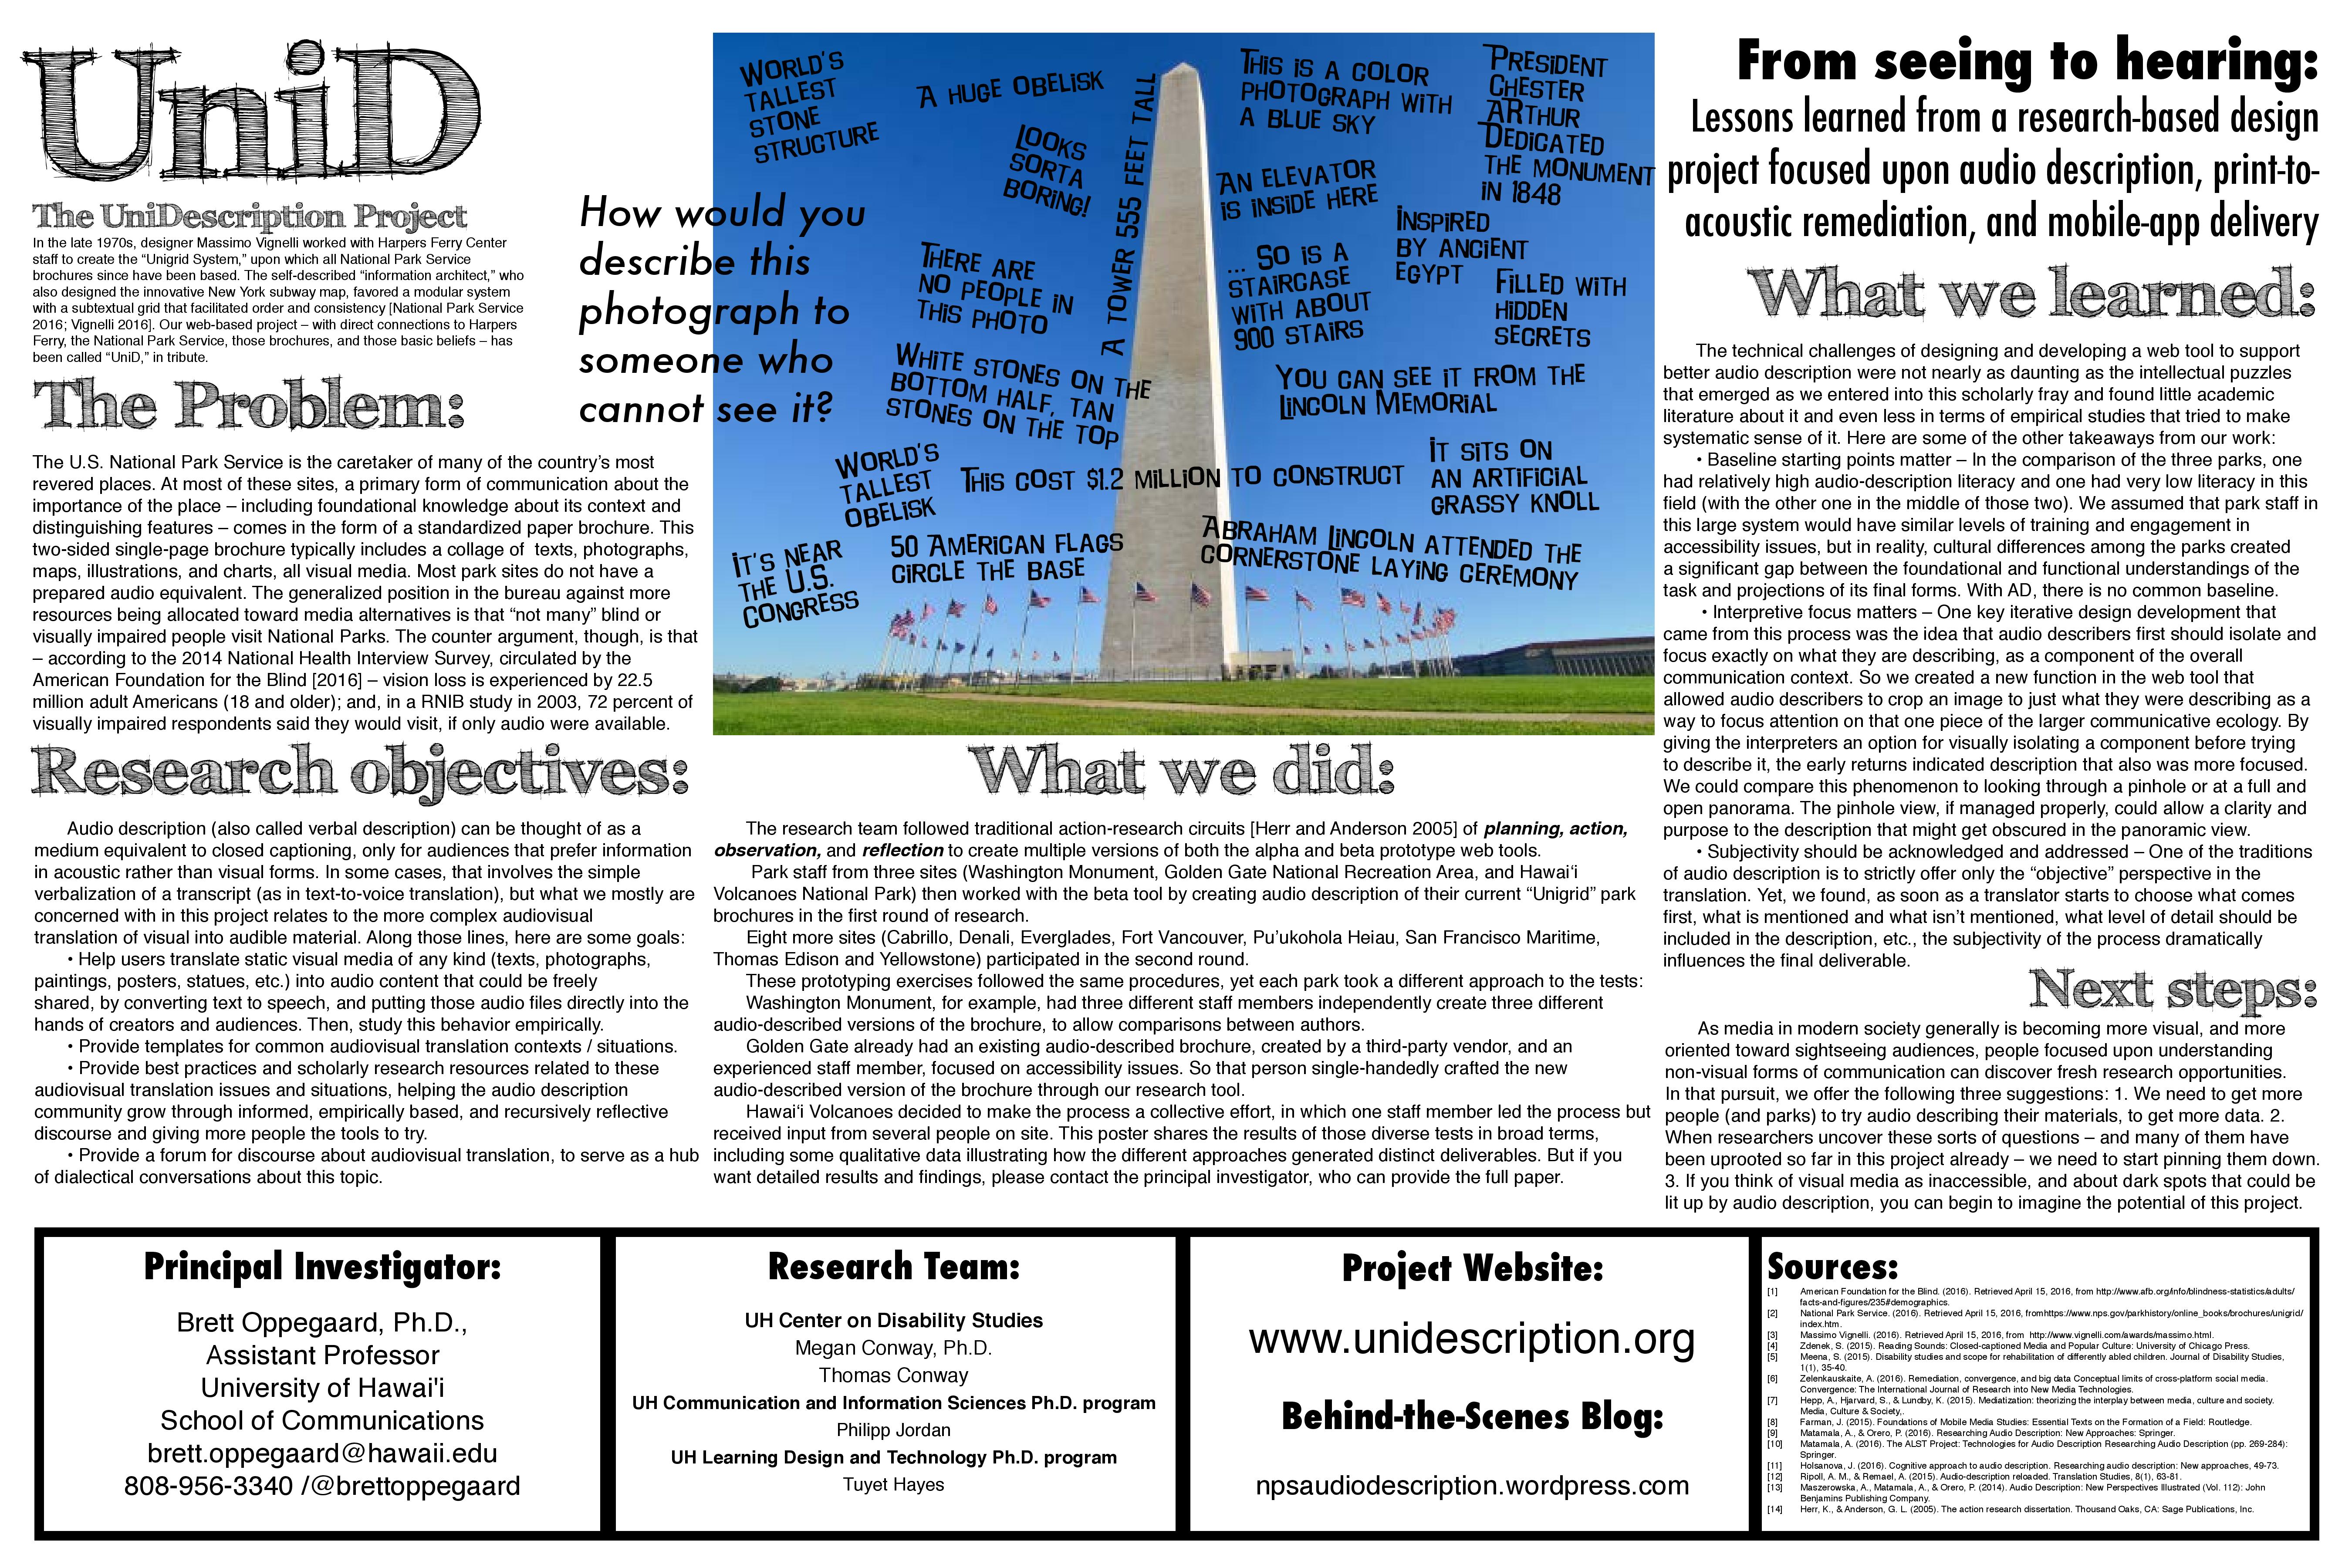 UniD
The UniDescription Project
In the late 1970s, designer Massimo Vignelli worked with Harpers Ferry Center
staff to create the “Unigrid System,” upon which all National Park Service
brochures since have been based. The self-described “information architect,” who
also designed the innovative New York subway map, favored a modular system
with a subtextual grid that facilitated order and consistency [National Park Service
2016; Vignelli 2016]. Our web-based project – with direct connections to Harpers
Ferry, the National Park Service, those brochures, and those basic beliefs – has
been called “UniD,” in tribute.
The Problem:
The U.S. National Park Service is the caretaker of many of the country’s most
revered places. At most of these sites, a primary form of communication about the
importance of the place – including foundational knowledge about its context and
distinguishing features – comes in the form of a standardized paper brochure. This
two-sided single-page brochure typically includes a collage of texts, photographs,
maps, illustrations, and charts, all visual media. Most park sites do not have a
prepared audio equivalent. The generalized position in the bureau against more
resources being allocated toward media alternatives is that “not many” blind or
visually impaired people visit National Parks. The counter argument, though, is that
– according to the 2014 National Health Interview Survey, circulated by the
American Foundation for the Blind [2016] – vision loss is experienced by 22.5
million adult Americans (18 and older); and, in a RNIB study in 2003, 72 percent of
visually impaired respondents said they would visit, if only audio were available.
Research objectives:
Audio description (also called verbal description) can be thought of as a
medium equivalent to closed captioning, only for audiences that prefer information
in acoustic rather than visual forms. In some cases, that involves the simple
verbalization of a transcript (as in text-to-voice translation), but what we mostly are
concerned with in this project relates to the more complex audiovisual
translation of visual into audible material. Along those lines, here are some goals:
• Help users translate static visual media of any kind (texts, photographs,
paintings, posters, statues, etc.) into audio content that could be freely
shared, by converting text to speech, and putting those audio files directly into the
hands of creators and audiences. Then, study this behavior empirically.
• Provide templates for common audiovisual translation contexts / situations.
• Provide best practices and scholarly research resources related to these
audiovisual translation issues and situations, helping the audio description
community grow through informed, empirically based, and recursively reflective
discourse and giving more people the tools to try.
• Provide a forum for discourse about audiovisual translation, to serve as a hub
of dialectical conversations about this topic.
How would you
describe this
photograph to
someone who
cannot see it?
World's
tallest
stone
structure
A huge obelisk
Looks
sorta
boring!
A tower 555 feet tall
This is a color
photograph with
a blue sky
President
Chester
Arthur
Dedicated
the monument
in 1848
An elevator
is inside here
Inspired
by ancient
Egypt
There are
no people in
this photo
... So is a
staircase
with about
900 stairs
Filled with
hidden
secrets
White stones on the
bottom half, tan
stones on the top
You can see it from the
Lincoln Memorial
World's
tallest
obelisk
This cost $1.2 million to construct
It sits on
an artificial
grassy knoll
It's near
the U.S.
Congress
50 American flags
circle the base
Abraham Lincoln attended the
cornerstone laying ceremony
What we did:
The research team followed traditional action-research circuits [Herr and Anderson 2005] of planning, action,
observation, and reflection to create multiple versions of both the alpha and beta prototype web tools.
Park staff from three sites (Washington Monument, Golden Gate National Recreation Area, and Hawaiʻi
Volcanoes National Park) then worked with the beta tool by creating audio description of their current “Unigrid” park
brochures in the first round of research.
Eight more sites (Cabrillo, Denali, Everglades, Fort Vancouver, Pu’ukohola Heiau, San Francisco Maritime,
Thomas Edison and Yellowstone) participated in the second round.
These prototyping exercises followed the same procedures, yet each park took a different approach to the tests:
Washington Monument, for example, had three different staff members independently create three different
audio-described versions of the brochure, to allow comparisons between authors.
Golden Gate already had an existing audio-described brochure, created by a third-party vendor, and an
experienced staff member, focused on accessibility issues. So that person single-handedly crafted the new
audio-described version of the brochure through our research tool.
Hawaiʻi Volcanoes decided to make the process a collective effort, in which one staff member led the process but
received input from several people on site. This poster shares the results of those diverse tests in broad terms,
including some qualitative data illustrating how the different approaches generated distinct deliverables. But if you
want detailed results and findings, please contact the principal investigator, who can provide the full paper.
From seeing to hearing:
Lessons learned from a research-based design
project focused upon audio description, print-to-
acoustic remediation, and mobile-app delivery
What we learned:
The technical challenges of designing and developing a web tool to support
better audio description were not nearly as daunting as the intellectual puzzles
that emerged as we entered into this scholarly fray and found little academic
literature about it and even less in terms of empirical studies that tried to make
systematic sense of it. Here are some of the other takeaways from our work:
• Baseline starting points matter – In the comparison of the three parks, one
had relatively high audio-description literacy and one had very low literacy in this
field (with the other one in the middle of those two). We assumed that park staff in
this large system would have similar levels of training and engagement in
accessibility issues, but in reality, cultural differences among the parks created
a significant gap between the foundational and functional understandings of the
task and projections of its final forms. With AD, there is no common baseline.
• Interpretive focus matters – One key iterative design development that
came from this process was the idea that audio describers first should isolate and
focus exactly on what they are describing, as a component of the overall
communication context. So we created a new function in the web tool that
allowed audio describers to crop an image to just what they were describing as a
way to focus attention on that one piece of the larger communicative ecology. By
giving the interpreters an option for visually isolating a component before trying
to describe it, the early returns indicated description that also was more focused.
We could compare this phenomenon to looking through a pinhole or at a full and
open panorama. The pinhole view, if managed properly, could allow a clarity and
purpose to the description that might get obscured in the panoramic view.
• Subjectivity should be acknowledged and addressed – One of the traditions
of audio description is to strictly offer only the “objective” perspective in the
translation. Yet, we found, as soon as a translator starts to choose what comes
first, what is mentioned and what isn’t mentioned, what level of detail should be
included in the description, etc., the subjectivity of the process dramatically
influences the final deliverable.
Next steps:
As media in modern society generally is becoming more visual, and more
oriented toward sightseeing audiences, people focused upon understanding
non-visual forms of communication can discover fresh research opportunities.
In that pursuit, we offer the following three suggestions: 1. We need to get more
people (and parks) to try audio describing their materials, to get more data. 2.
When researchers uncover these sorts of questions – and many of them have
been uprooted so far in this project already – we need to start pinning them down.
3. If you think of visual media as inaccessible, and about dark spots that could be
lit up by audio description, you can begin to imagine the potential of this project.
Principal Investigator:
Brett Oppegaard, Ph.D.,
Assistant Professor
University of Hawai'i
School of Communications
brett.oppegaard@hawaii.edu
808-956-3340 /@brettoppegaard
Research Team:
UH Center on Disability Studies
Megan Conway, Ph.D.
Thomas Conway
UH Communication and Information Sciences Ph.D. program
Philipp Jordan
UH Learning Design and Technology Ph.D. program
Tuyet Hayes
Project Website:
www.unidescription.org
Behind-the-Scenes Blog:
npsaudiodescription.wordpress.com
Sources:
[1] American Foundation for the Blind. (2016). Retrieved April 15, 2016, from http://www.afb.org/info/blindness-statistics/adults/
facts-and-figures/235#demographics.
[2] National Park Service. (2016). Retrieved April 15, 2016, fromhttps://www.nps.gov/parkhistory/online_books/brochures/unigrid/
index.htm.
[3] Massimo Vignelli. (2016). Retrieved April 15, 2016, from http://www.vignelli.com/awards/massimo.html.
[4] Zdenek, S. (2015). Reading Sounds: Closed-captioned Media and Popular Culture: University of Chicago Press.
[5] Meena, S. (2015). Disability studies and scope for rehabilitation of differently abled children. Journal of Disability Studies,
1(1), 35-40.
[6] Zelenkauskaite, A. (2016). Remediation, convergence, and big data Conceptual limits of cross-platform social media.
Convergence: The International Journal of Research into New Media Technologies.
[7] Hepp, A., Hjarvard, S., & Lundby, K. (2015). Mediatization: theorizing the interplay between media, culture and society.
Media, Culture & Society,.
[8] Farman, J. (2015). Foundations of Mobile Media Studies: Essential Texts on the Formation of a Field: Routledge.
[9] Matamala, A., & Orero, P. (2016). Researching Audio Description: New Approaches: Springer.
[10] Matamala, A. (2016). The ALST Project: Technologies for Audio Description Researching Audio Description (pp. 269-284):
Springer.
[11] Holsanova, J. (2016). Cognitive approach to audio description. Researching audio description: New approaches, 49-73.
[12] Ripoll, A. M., & Remael, A. (2015). Audio-description reloaded. Translation Studies, 8(1), 63-81.
[13] Maszerowska, A., Matamala, A., & Orero, P. (2014). Audio Description: New Perspectives Illustrated (Vol. 112): John
Benjamins Publishing Company.
[14] Herr, K., & Anderson, G. L. (2005). The action research dissertation. Thousand Oaks, CA: Sage Publications, Inc.